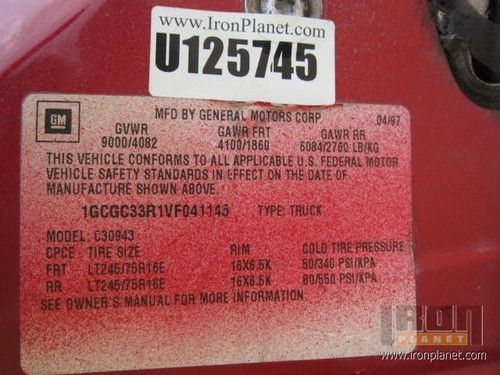 www.IronPlanet.com
U125745
GM
MFD BY GENERAL MOTORS CORP 04/97
GVWR GAWR FRT GAWR RR
9000/4082 4100/1860 6084/2760 LB/KG
THIS VEHICLE CONFORMS TO ALL APPLICABLE U.S. FEDERAL MOTOR
VEHICLE SAFETY STANDARDS IN EFFECT ON THE DATE OF
MANUFACTURE SHOWN ABOVE.
1GCGC33R1VF041145 TYPE: TRUCK
MODEL: C30943
CPCE TIRE SIZE RIM COLD TIRE PRESSURE
FRT LT245/75R16E 16X6.5K 50/340 PSI/KPA
RR LT245/75R16E 16X6.5K 80/550 PSI/KPA
SEE OWNER'S MANUAL FOR MORE INFORMATION.
IRON
PLANET
www.ironplanet.com